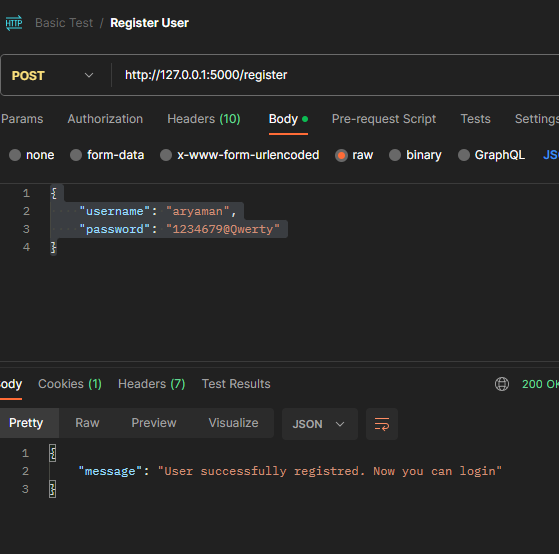 HTTP Basic Test / Register User
POST http://127.0.0.1:5000/register
Params Authorization Headers (10) Body Pre-request Script Tests Settings
none form-data x-www-form-urlencoded raw binary GraphQL JS
1 {
2 "username": "aryaman",
3 "password": "1234679@Qwerty"
4 }
ody Cookies (1) Headers (7) Test Results 200 OK
Pretty Raw Preview Visualize JSON
1 {
2 "message": "User successfully registred. Now you can login"
3 }